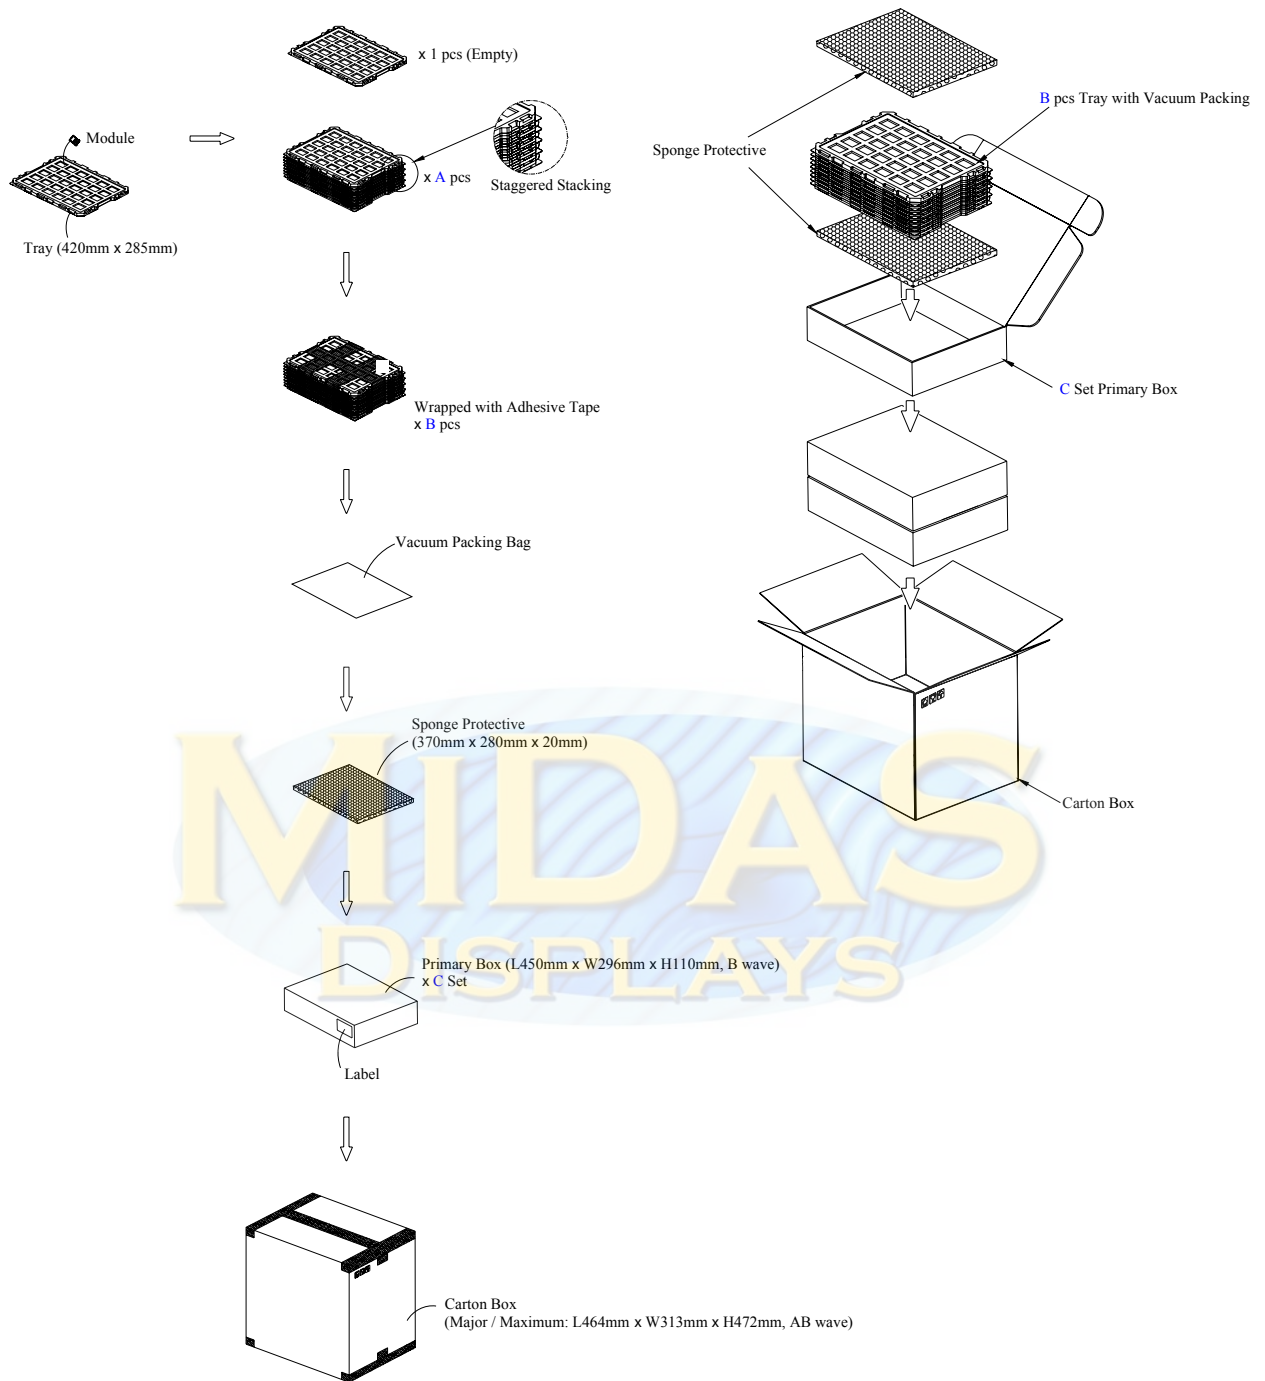 x 1 pcs (Empty)
Module
Tray (420mm x 285mm)
x A pcs
Staggered Stacking
Wrapped with Adhesive Tape
x B pcs
Vacuum Packing Bag
Sponge Protective
(370mm x 280mm x 20mm)
Primary Box (L450mm x W296mm x H110mm, B wave)
x C Set
Label
Carton Box
(Major / Maximum: L464mm x W313mm x H472mm, AB wave)
B pcs Tray with Vacuum Packing
Sponge Protective
C Set Primary Box
Carton Box
MIDAS
DISPLAYS